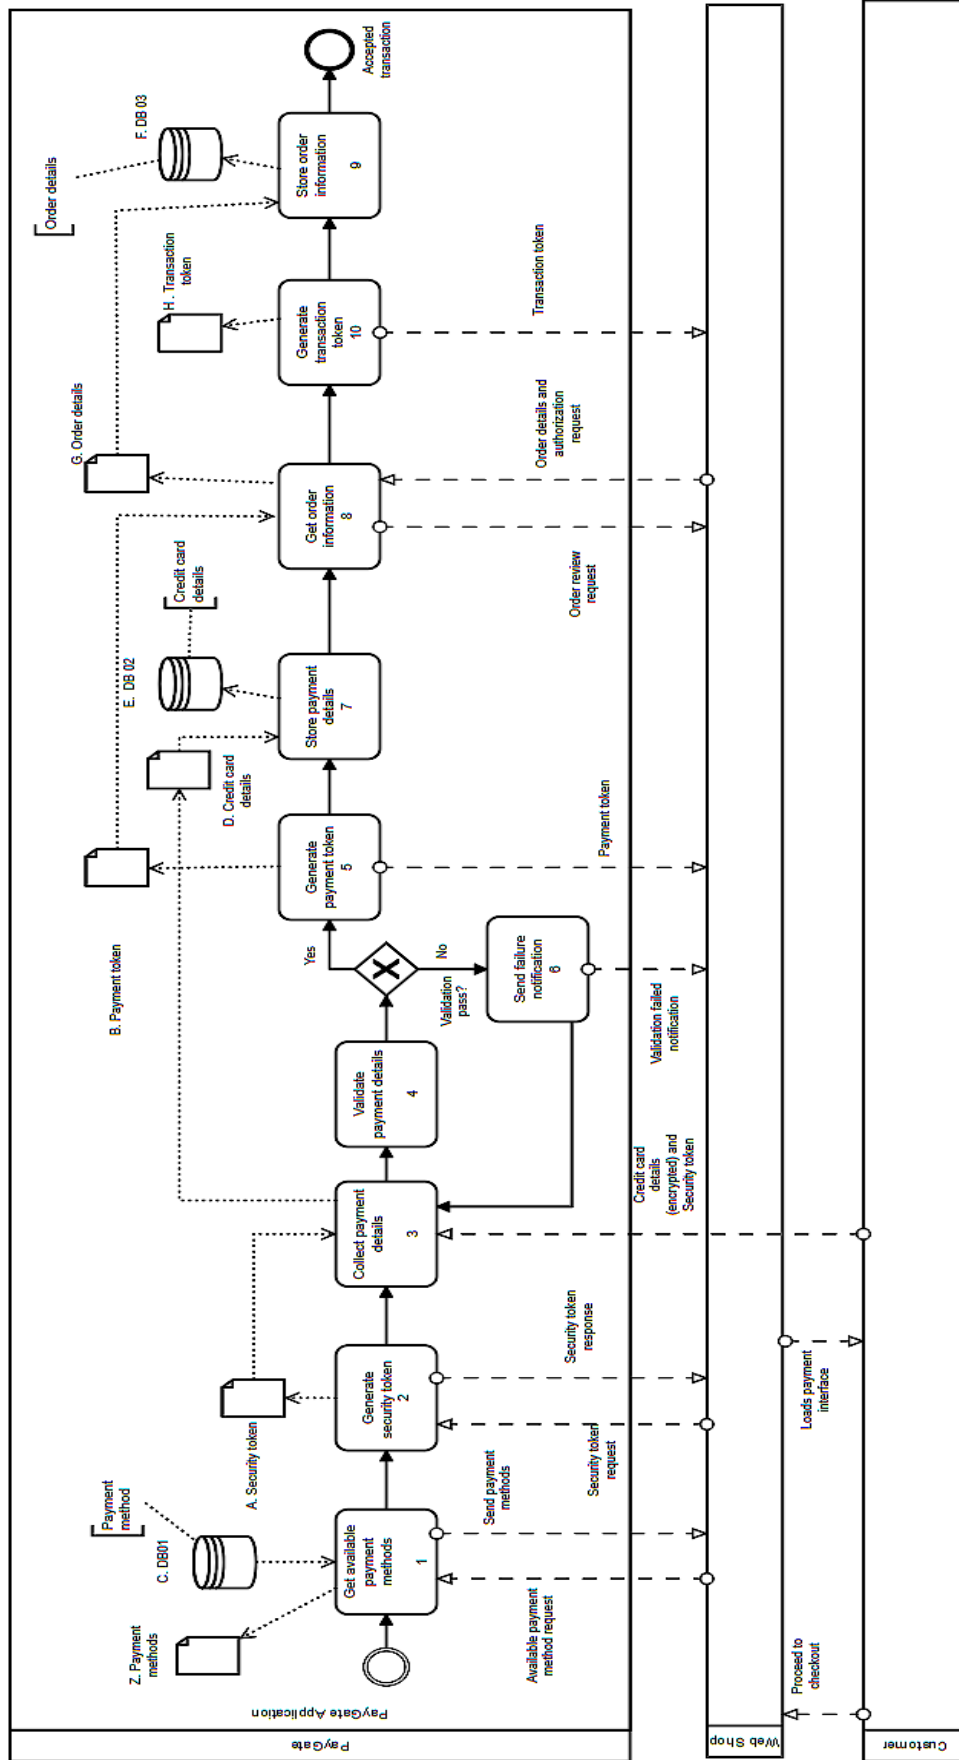 PayGate
PayGate Application
Z. Payment
methods
C. DB01
Payment
method
Get available
payment
methods
1
Available payment
method request
Send payment
methods
A. Security token
Generate
security token
2
Security token
request
Security token
response
Collect payment
details
3
Credit card
details
(encrypted) and
Security token
Validate
payment details
4
Validation
pass?
Yes
No
Send failure
notification
6
Validation failed
notification
B. Payment token
Generate
payment token
5
Payment token
D. Credit card
details
E. DB 02
Credit card
details
Store payment
details
7
Get order
information
8
Order review
request
Order details and
authorization
request
G. Order details
Generate
transaction
token
10
H . Transaction
token
Transaction token
Order details
F. DB 03
Store order
information
9
Accepted
transaction
Web Shop
Proceed to
checkout
Loads payment
interface
Customer